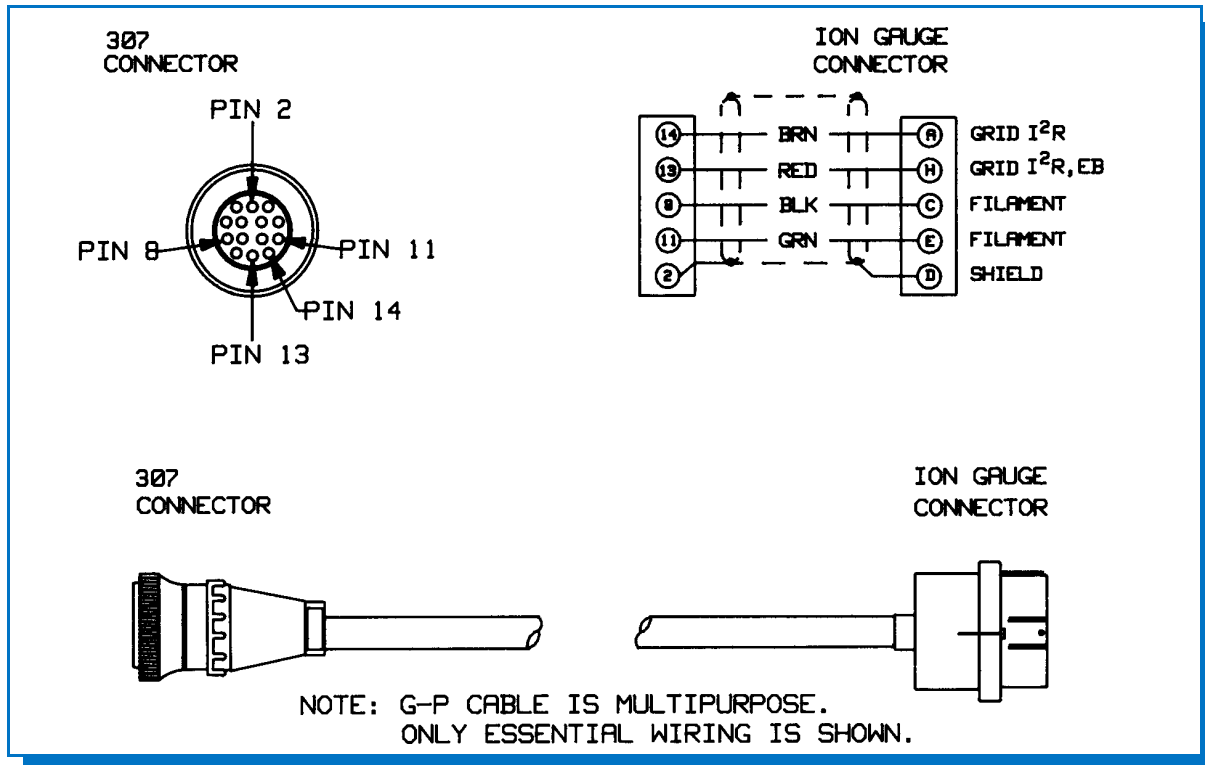 307
CONNECTOR
PIN 2
PIN 8
PIN 11
PIN 14
PIN 13
ION GAUGE
CONNECTOR
14 BRN A GRID I²R
13 RED H GRID I²R,EB
8 BLK C FILAMENT
11 GRN E FILAMENT
2 D SHIELD
307
CONNECTOR
ION GAUGE
CONNECTOR
NOTE: G-P CABLE IS MULTIPURPOSE.
ONLY ESSENTIAL WIRING IS SHOWN.